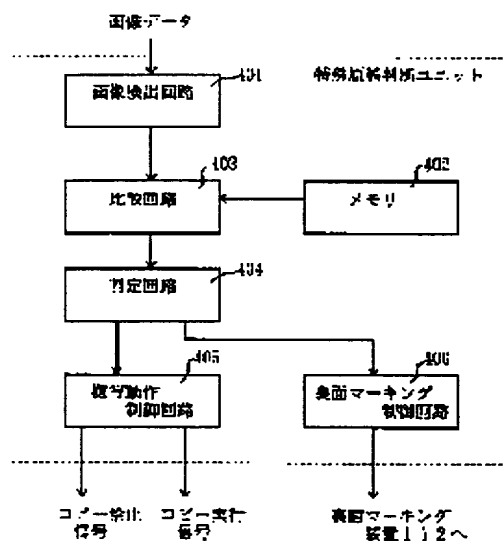 画像データ
401
画像検出回路
特殊原稿判断ユニット
403
402
比較回路
メモリ
404
判定回路
405
406
複写動作
制御回路
裏面マーキング
制御回路
コピー禁止
信号
コピー実行
信号
裏面マーキング
装置112へ